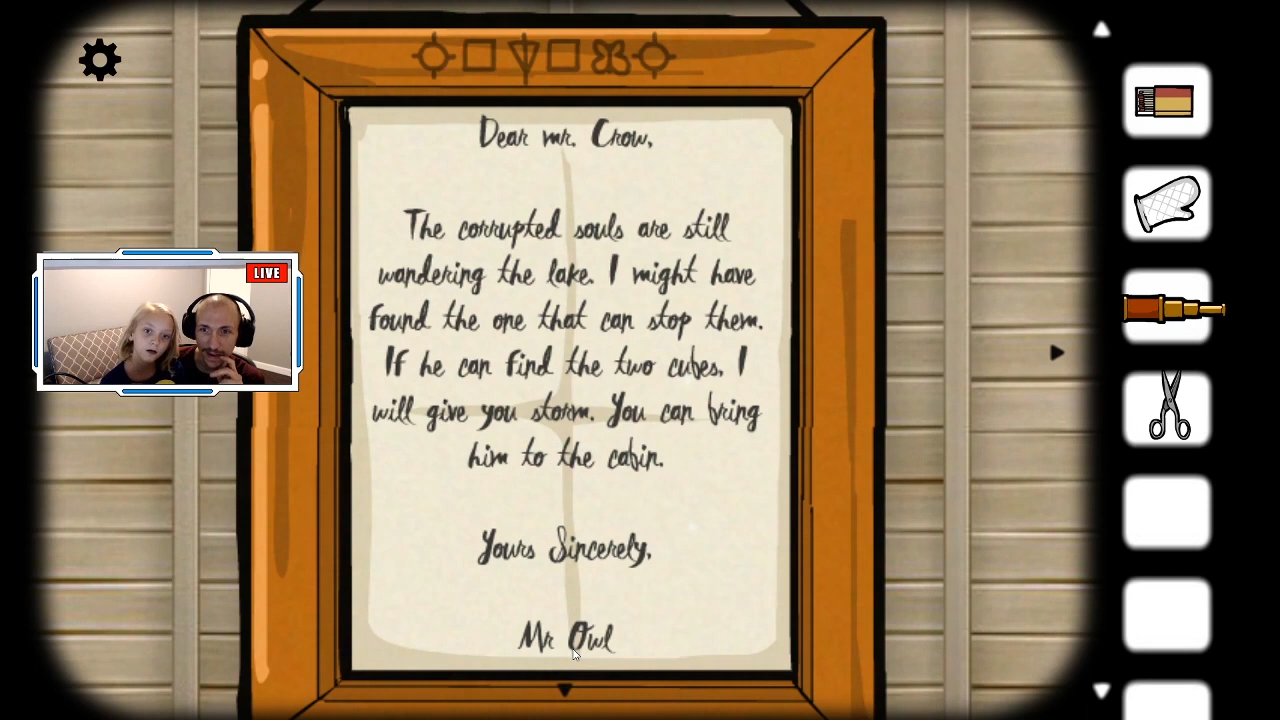 Dear mr. Crow,
The corrupted souls are still
wandering the lake. I might have
found the one that can stop them.
If he can find the two cubes, I
will give you storm. You can bring
him to the cabin.
Yours Sincerely,
Mr Owl
LIVE